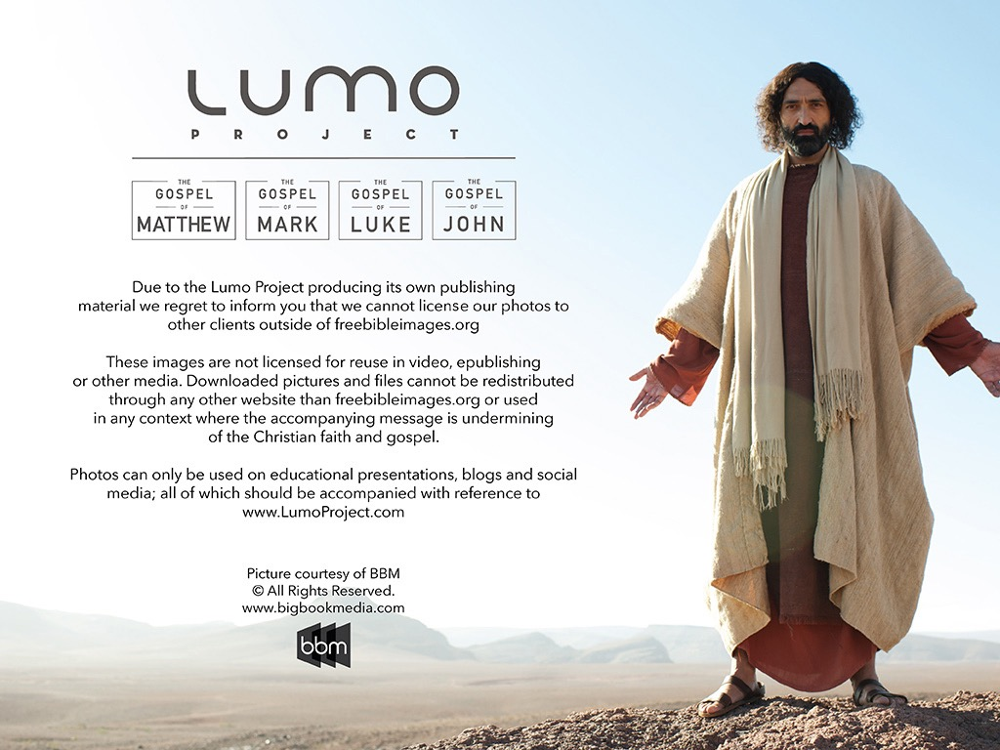 LUMO
PROJECT
THE GOSPEL OF MATTHEW
THE GOSPEL OF MARK
THE GOSPEL OF LUKE
THE GOSPEL OF JOHN
Due to the Lumo Project producing its own publishing
material we regret to inform you that we cannot license our photos to
other clients outside of freebibleimages.org
These images are not licensed for reuse in video, epublishing
or other media. Downloaded pictures and files cannot be redistributed
through any other website than freebibleimages.org or used
in any context where the accompanying message is undermining
of the Christian faith and gospel.
Photos can only be used on educational presentations, blogs and social
media; all of which should be accompanied with reference to
www.LumoProject.com
Picture courtesy of BBM
© All Rights Reserved.
www.bigbookmedia.com
bbm